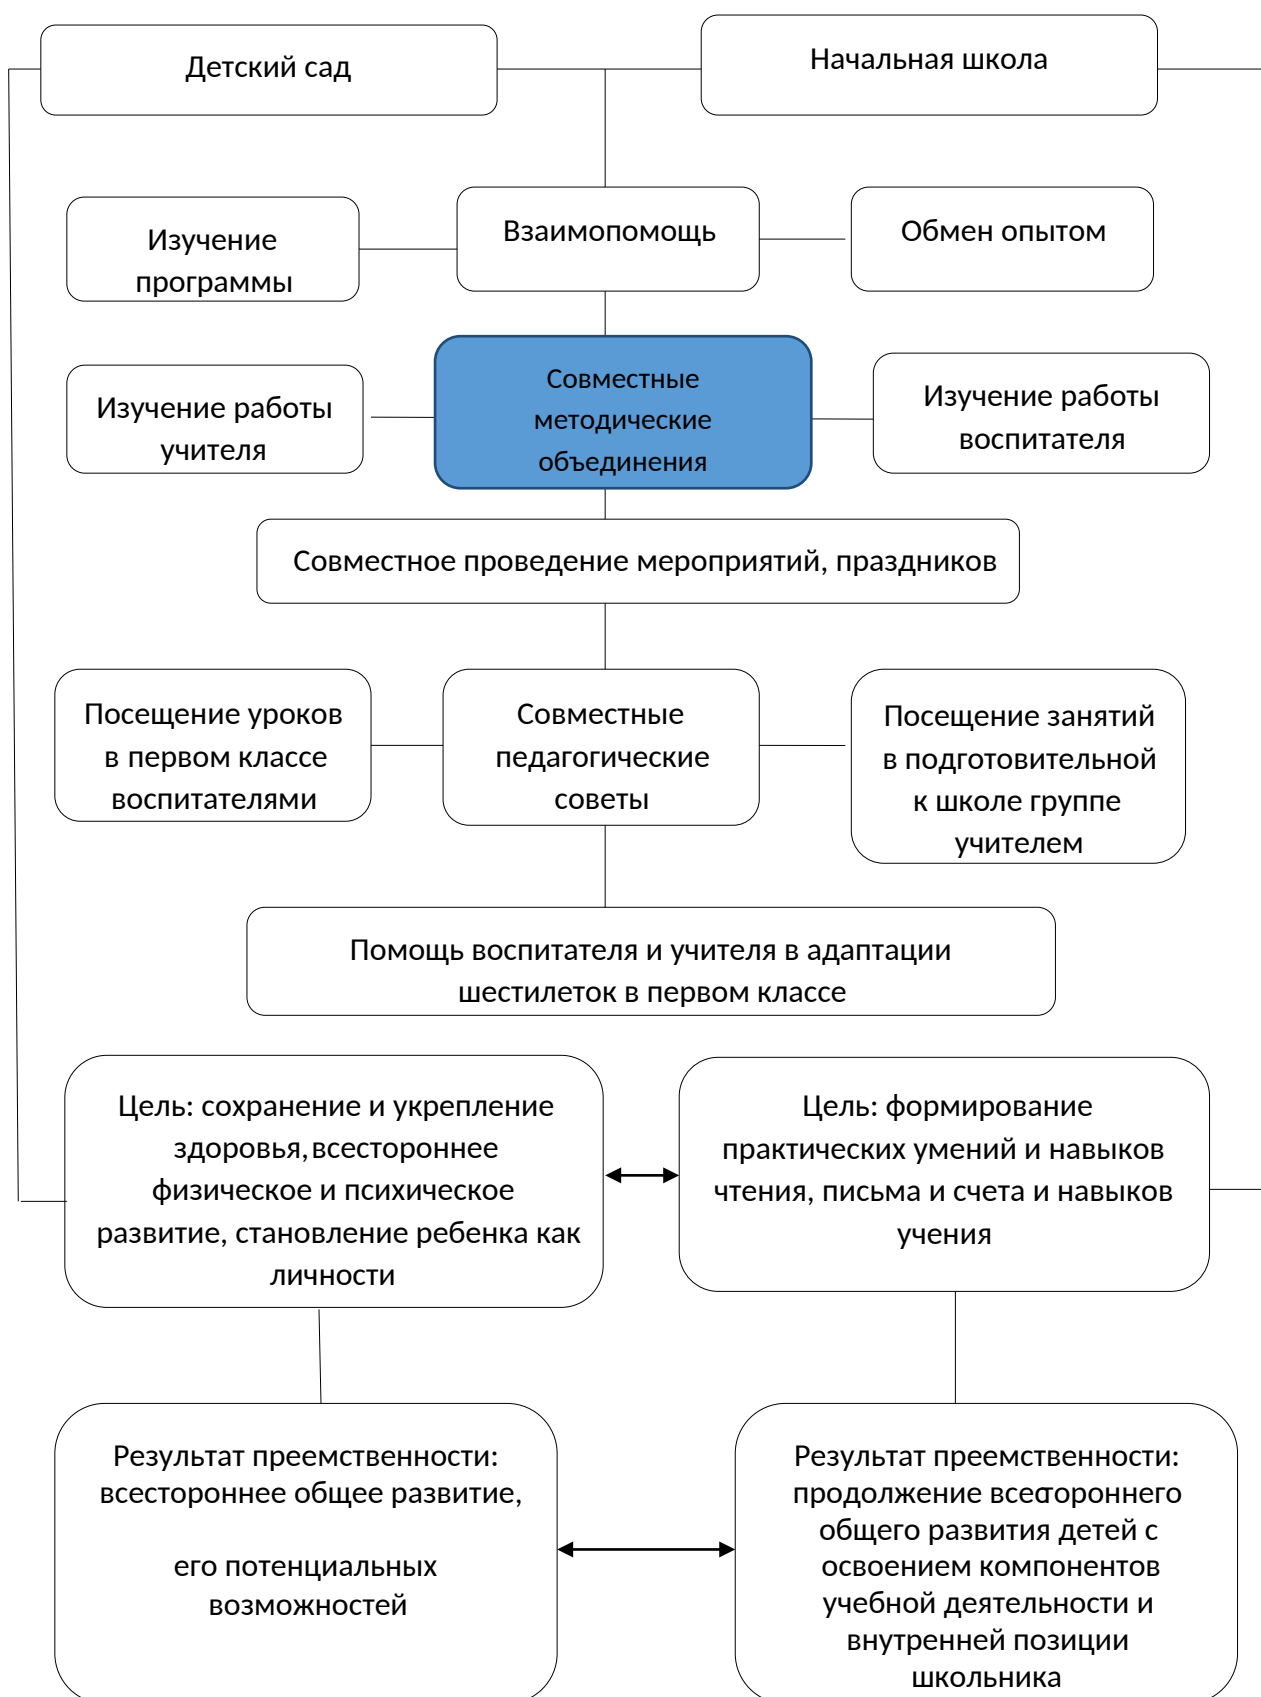 Детский сад
Начальная школа
Изучение
программы
Взаимопомощь
Обмен опытом
Изучение работы
учителя
Совместные
методические
объединения
Изучение работы
воспитателя
Совместное проведение мероприятий, праздников
Посещение уроков
в первом классе
воспитателями
Совместные
педагогические
советы
Посещение занятий
в подготовительной
к школе группе
учителем
Помощь воспитателя и учителя в адаптации
шестилеток в первом классе
Цель: сохранение и укрепление
здоровья, всестороннее
физическое и психическое
развитие, становление ребенка как
личности
Цель: формирование
практических умений и навыков
чтения, письма и счета и навыков
учения
Результат преемственности:
всестороннее общее развитие,
его потенциальных
возможностей
Результат преемственности:
продолжение всестороннего
общего развития детей с
освоением компонентов
учебной деятельности и
внутренней позиции
школьника